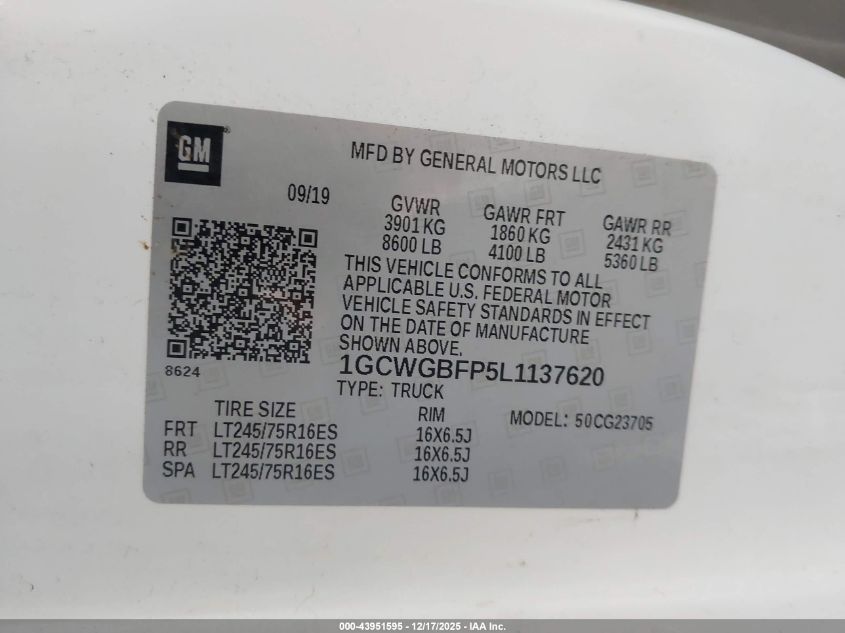 GM
MFD BY GENERAL MOTORS LLC
09/19
GVWR GAWR FRT GAWR RR
3901 KG 1860 KG 2431 KG
8600 LB 4100 LB 5360 LB
THIS VEHICLE CONFORMS TO ALL
APPLICABLE U.S. FEDERAL MOTOR
VEHICLE SAFETY STANDARDS IN EFFECT
ON THE DATE OF MANUFACTURE
SHOWN ABOVE.
8624
1GCWGBFP5L1137620
TYPE: TRUCK
TIRE SIZE RIM MODEL: 50CG23705
FRT LT245/75R16ES 16X6.5J
RR LT245/75R16ES 16X6.5J
SPA LT245/75R16ES 16X6.5J
000-43951595 - 12/17/2025 - IAA Inc.